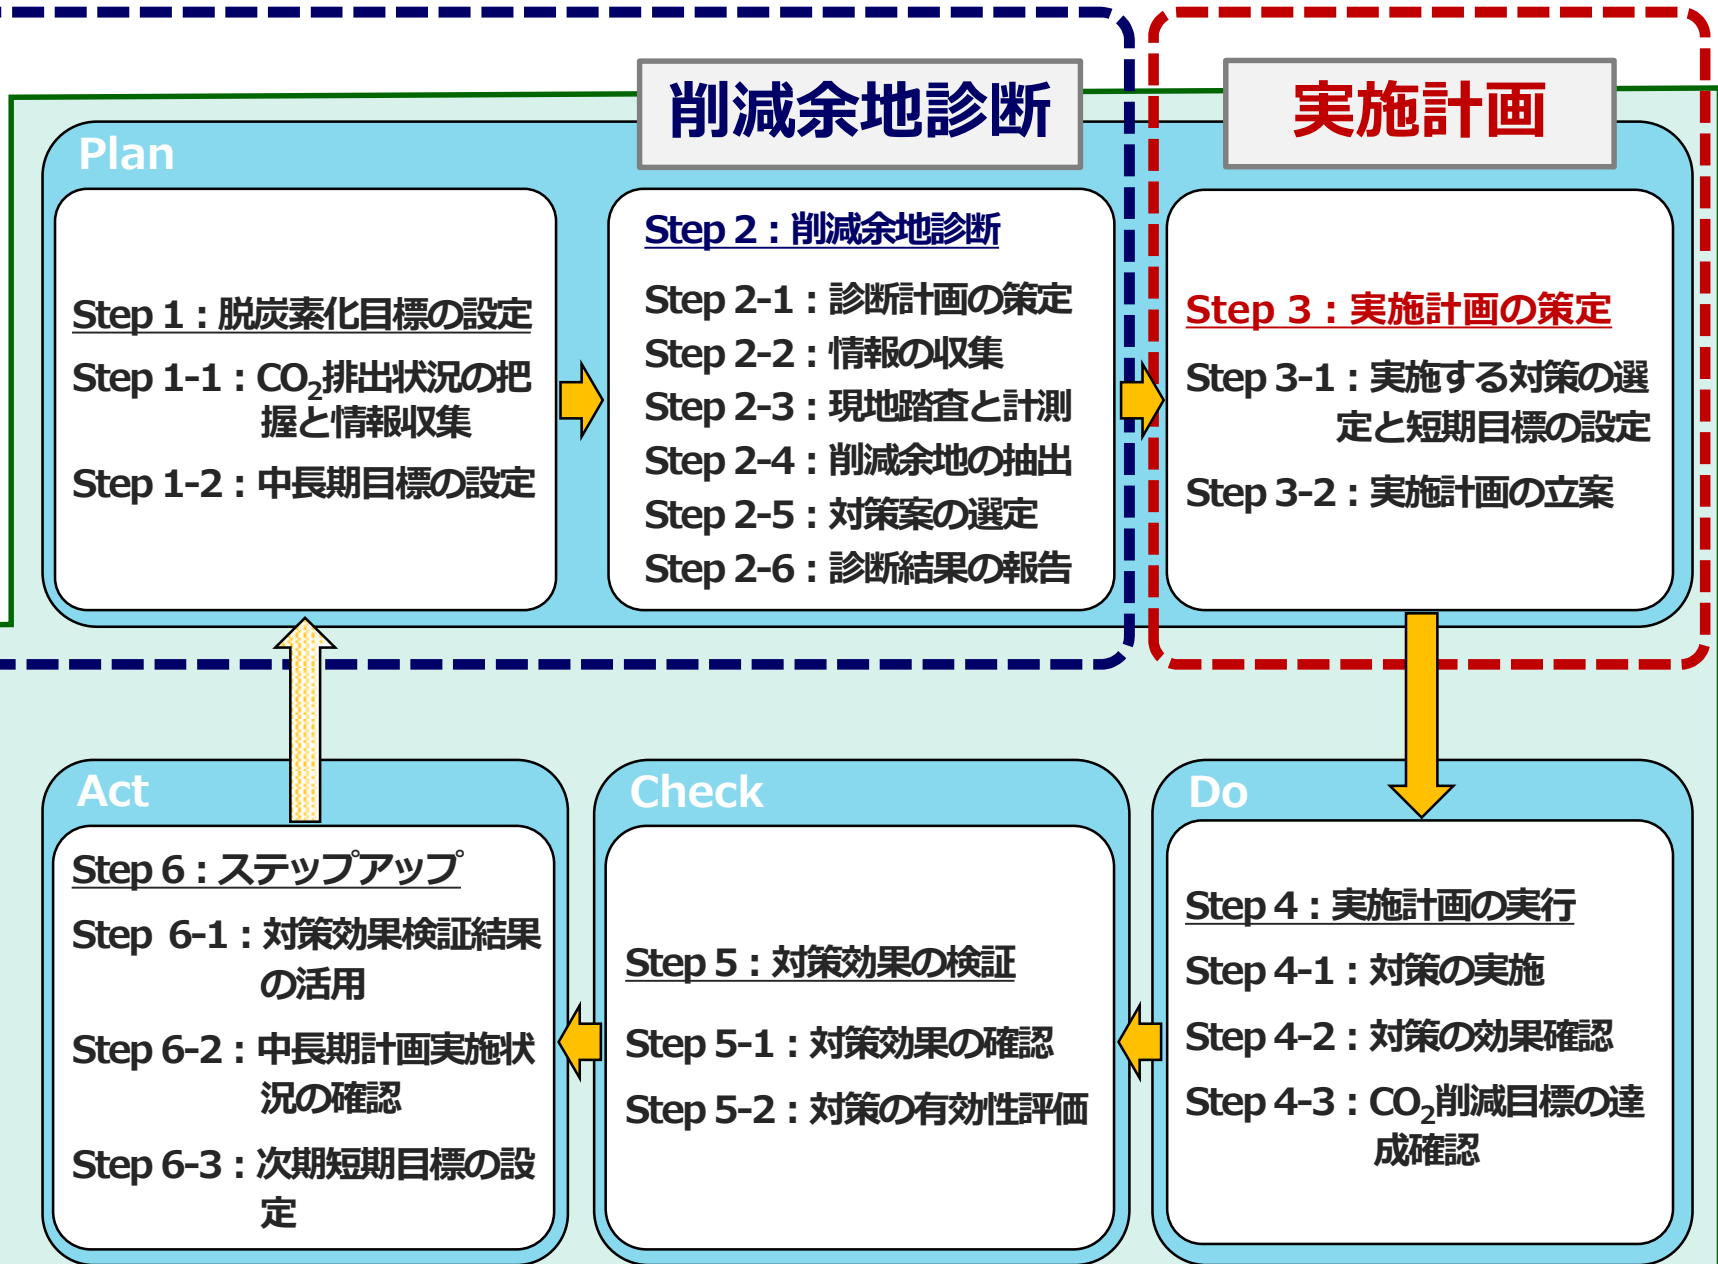 削減余地診断
実施計画
Plan
Step 1：脱炭素化目標の設定
Step 1-1：CO₂排出状況の把
握と情報収集
Step 1-2：中長期目標の設定
Step 2：削減余地診断
Step 2-1：診断計画の策定
Step 2-2：情報の収集
Step 2-3：現地踏査と計測
Step 2-4：削減余地の抽出
Step 2-5：対策案の選定
Step 2-6：診断結果の報告
Step 3：実施計画の策定
Step 3-1：実施する対策の選
定と短期目標の設定
Step 3-2：実施計画の立案
Act
Step 6：ステップアップ
Step 6-1：対策効果検証結果
の活用
Step 6-2：中長期計画実施状
況の確認
Step 6-3：次期短期目標の設
定
Check
Step 5：対策効果の検証
Step 5-1：対策効果の確認
Step 5-2：対策の有効性評価
Do
Step 4：実施計画の実行
Step 4-1：対策の実施
Step 4-2：対策の効果確認
Step 4-3：CO₂削減目標の達
成確認